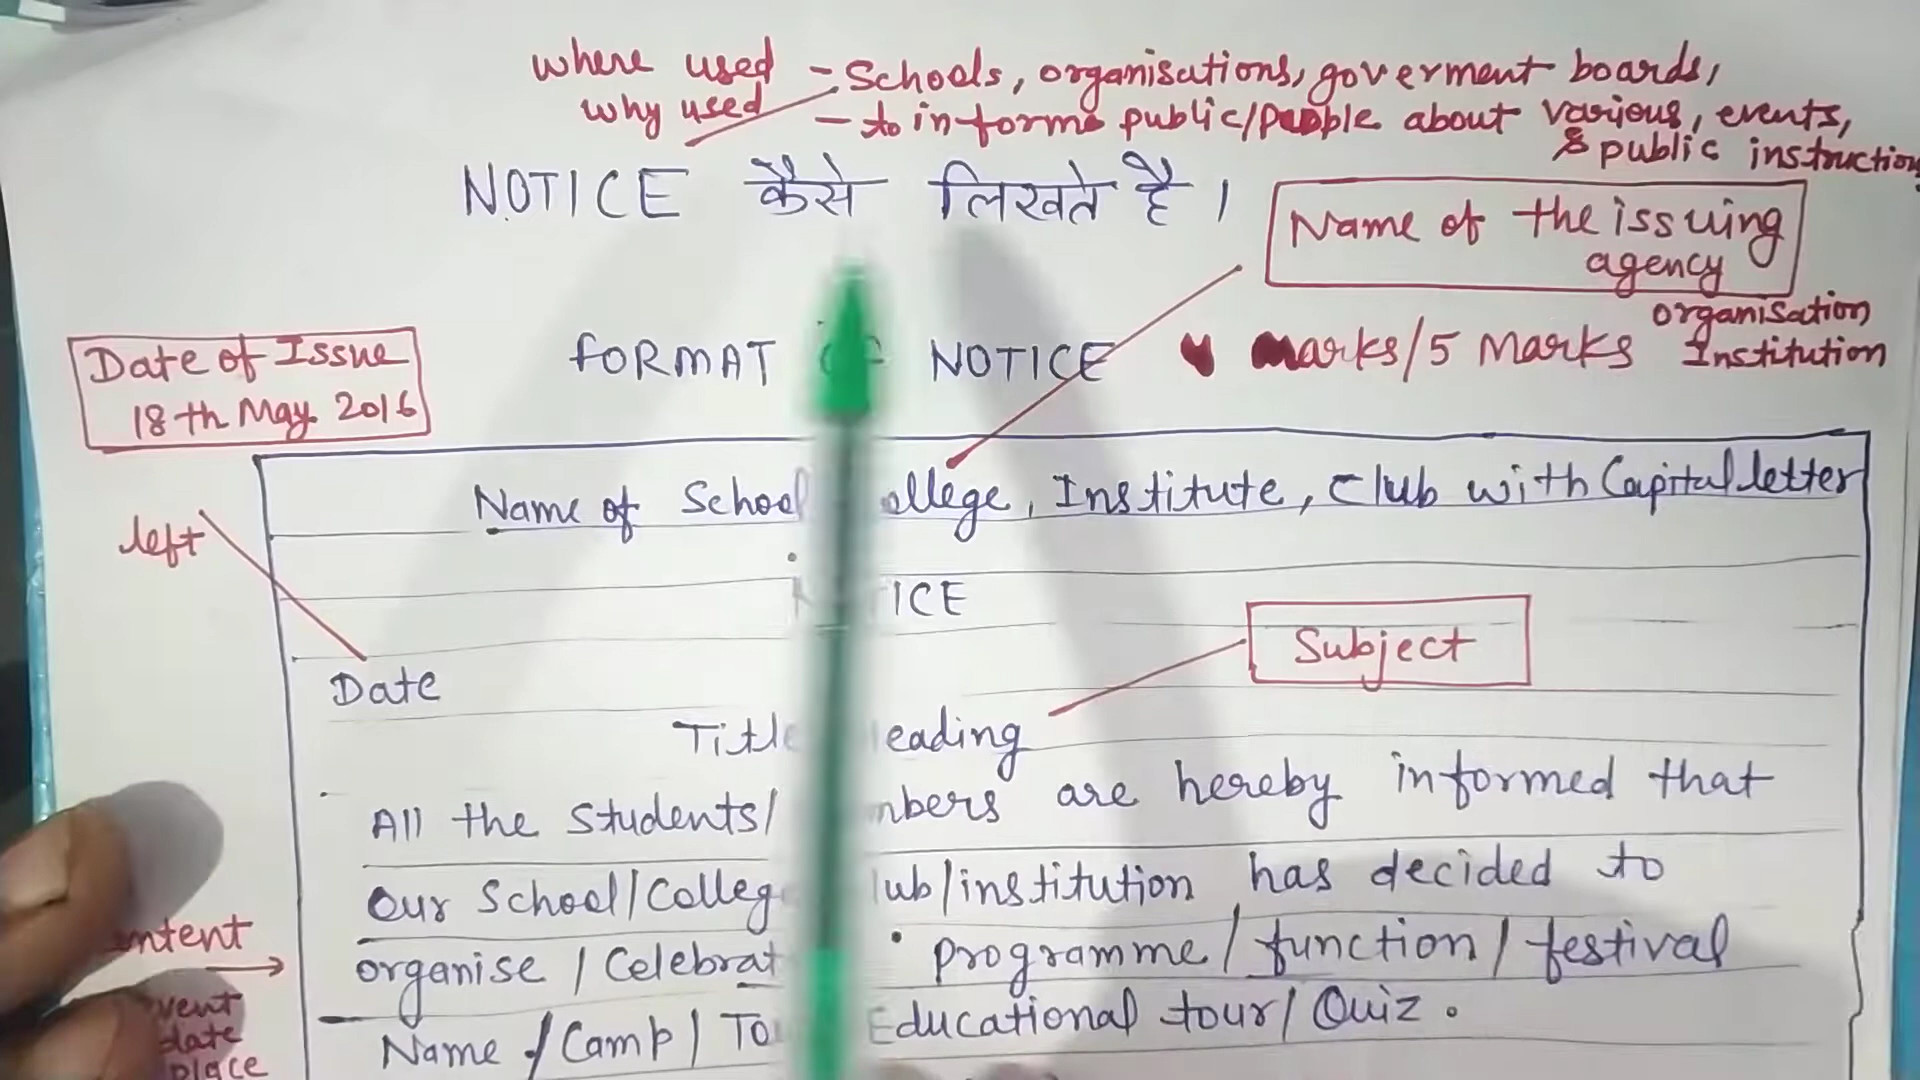 where used - Schools, organisations, goverment boards,
why used - to inform public/people about various, events,
& public instruction
NOTICE कैसे लिखते है ।
Name of the issuing
agency
organisation
Institution
Date of Issue
18th May. 2016
FORMAT NOTICE marks/5 Marks
Name of School ollege, Institute, Club with Capital letter
left
NOTICE
Date
Subject
Title eading
All the students/ mbers are hereby informed that
Our School/College lub/institution has decided to
organise / Celebrat programme / function / festival
Name / Camp / To Educational tour / Quiz .
ontent
vent
date
place